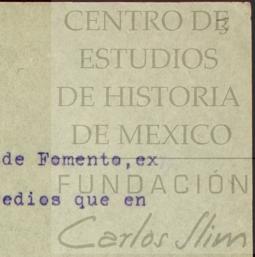 CENTRO DE
ESTUDIOS
DE HISTORIA
DE MEXICO
de Fomento, ex
FUNDACIÓN
edios que en
Carlos Slim